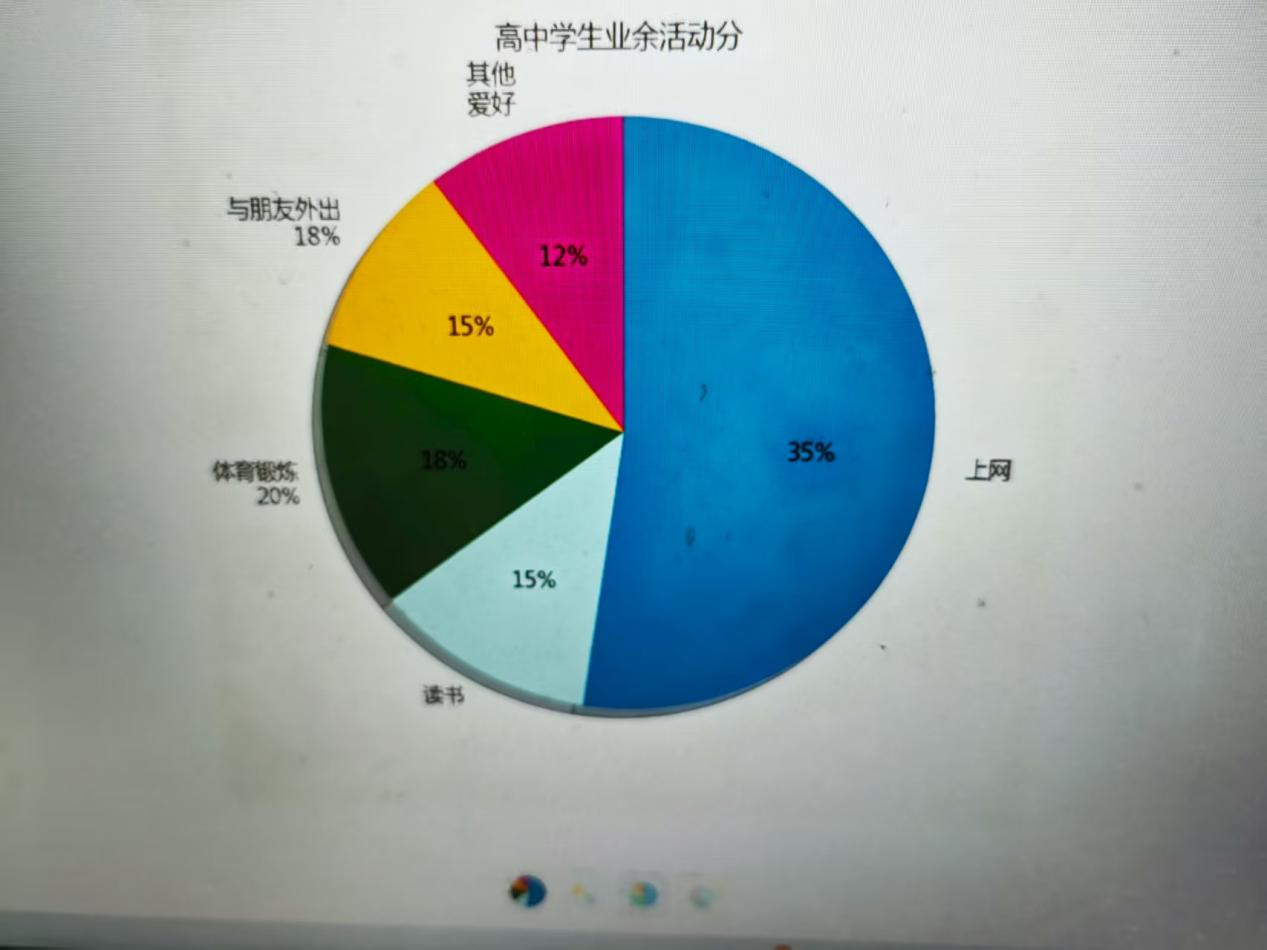 高中学生业余活动分
其他
爱好
与朋友外出
18%
12%
15%
35%
18%
体育锻炼
20%
上网
15%
读书